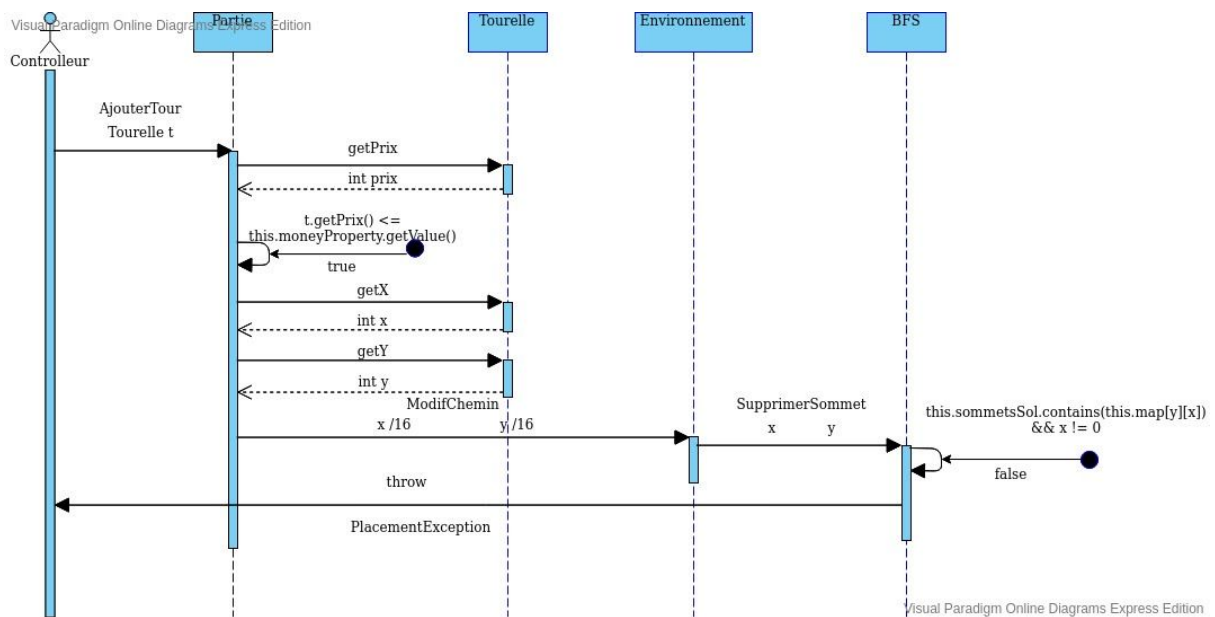 Visual Paradigm Online Diagrams Express Edition
Partie
Tourelle
Environnement
BFS
Controlleur
AjouterTour
Tourelle t
getPrix
int prix
t.getPrix() <=
this.moneyProperty.getValue()
true
getX
int x
getY
int y
ModifChemin
x /16 y /16
SupprimerSommet
x y
this.sommetsSol.contains(this.map[y][x])
&& x != 0
false
throw
PlacementException
Visual Paradigm Online Diagrams Express Edition